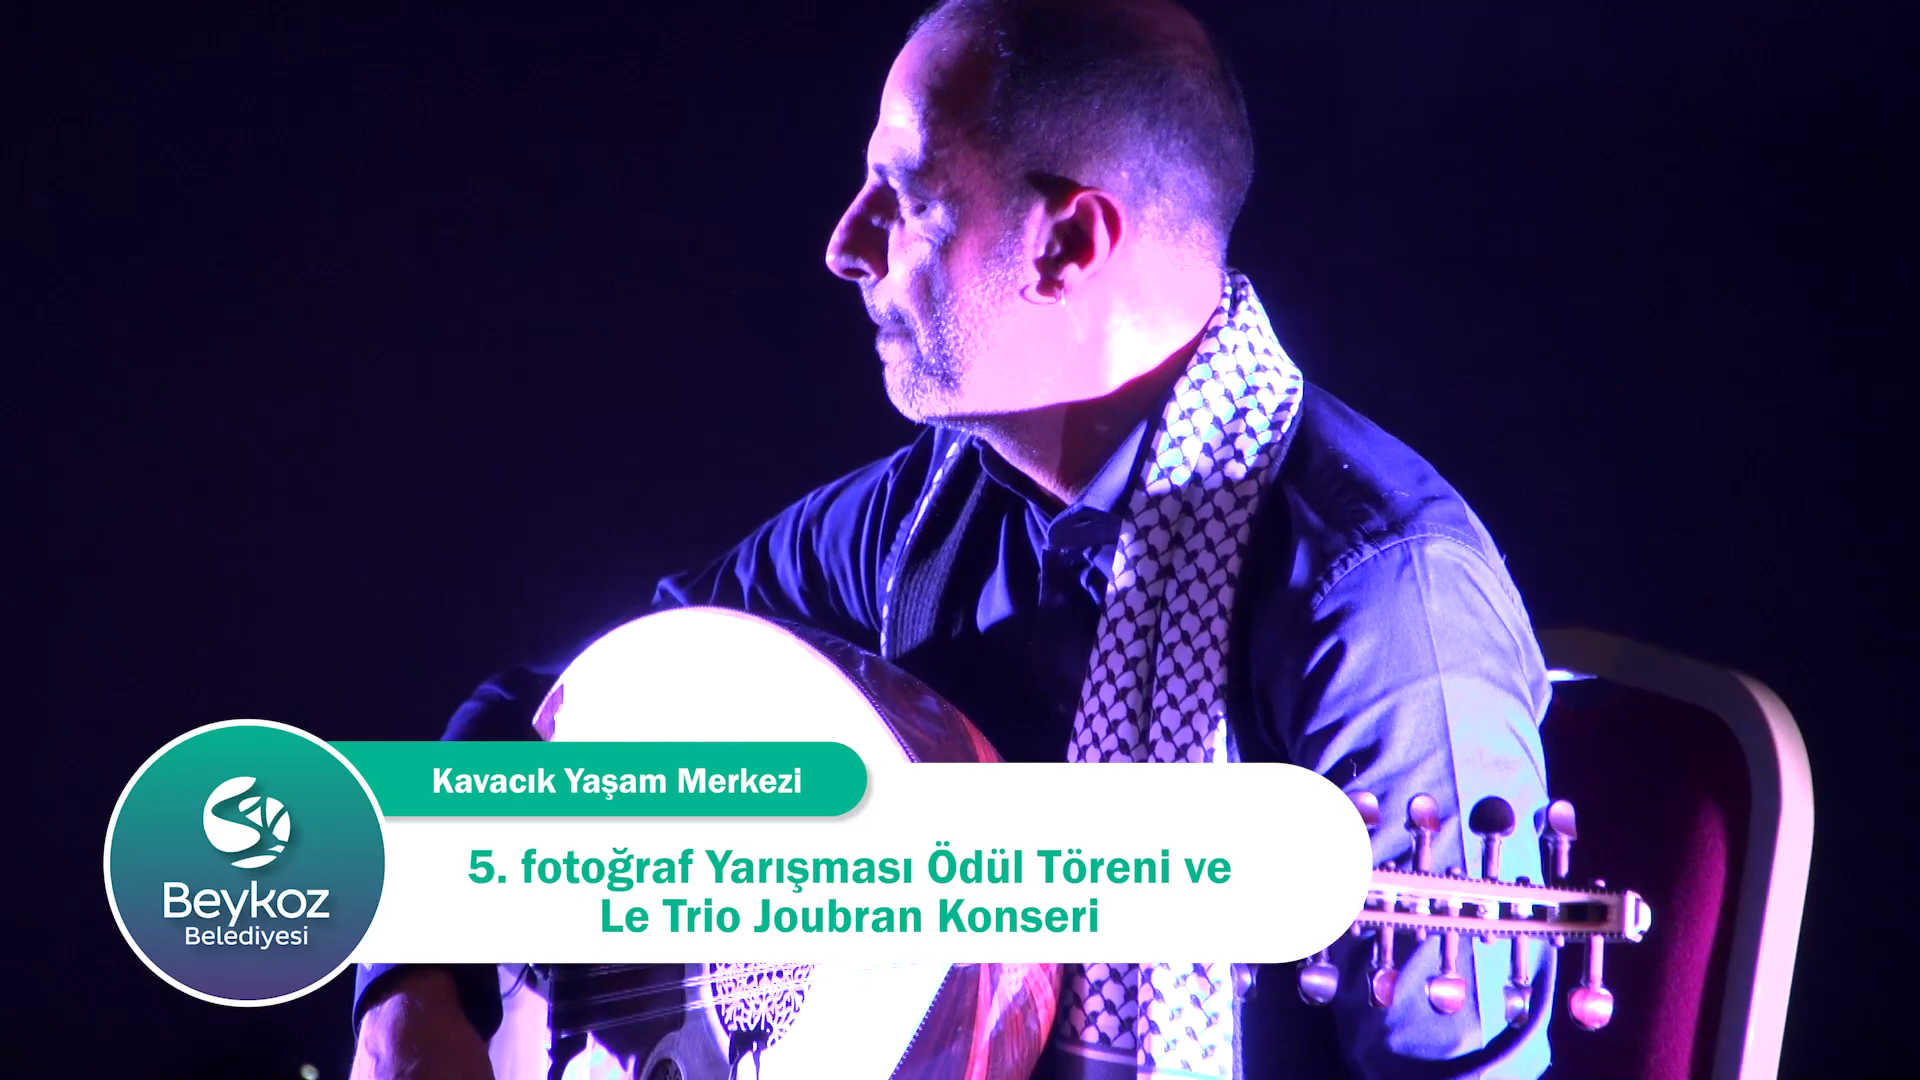 Kavacık Yaşam Merkezi
5. fotoğraf Yarışması Ödül Töreni ve
Le Trio Joubran Konseri
Beykoz
Belediyesi